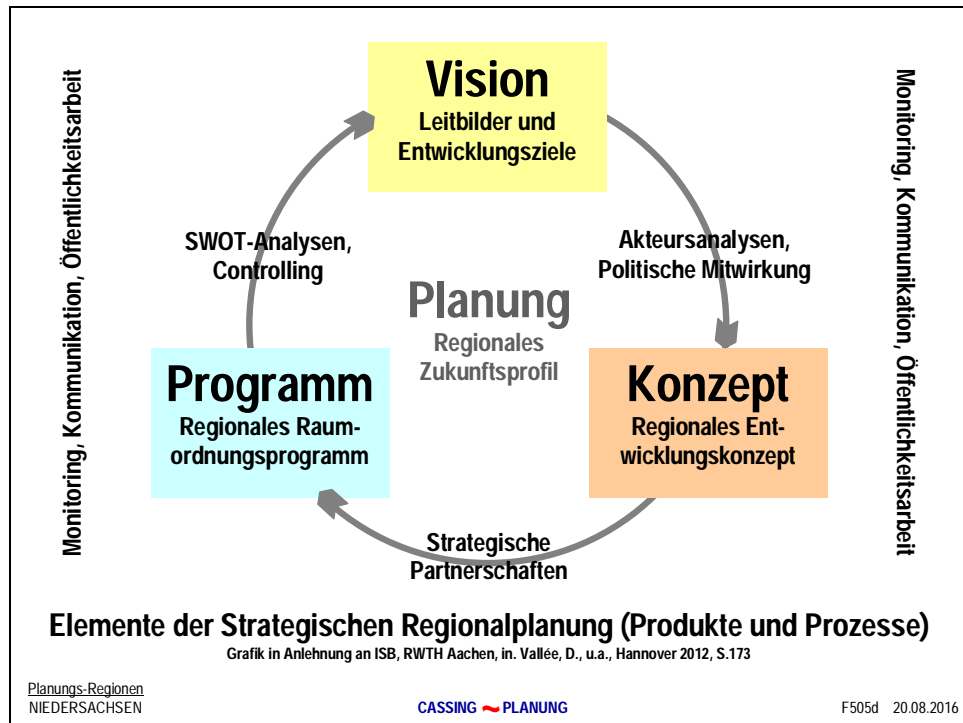 Vision
Leitbilder und
Entwicklungsziele
Monitoring, Kommunikation, Öffentlichkeitsarbeit
Monitoring, Kommunikation, Öffentlichkeitsarbeit
SWOT-Analysen,
Controlling
Akteursanalysen,
Politische Mitwirkung
Planung
Regionales
Zukunftsprofil
Programm
Regionales Raum-
ordnungsprogramm
Konzept
Regionales Ent-
wicklungskonzept
Strategische
Partnerschaften
Elemente der Strategischen Regionalplanung (Produkte und Prozesse)
Grafik in Anlehnung an ISB, RWTH Aachen, in. Vallée, D., u.a., Hannover 2012, S.173
Planungs-Regionen
NIEDERSACHSEN
CASSING ~ PLANUNG
F505d 20.08.2016